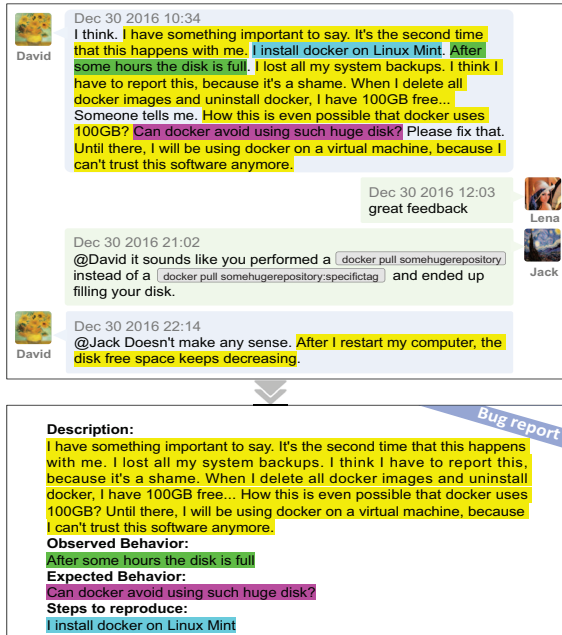 Dec 30 2016 10:34
I think. I have something important to say. It's the second time
that this happens with me. I install docker on Linux Mint. After
some hours the disk is full. I lost all my system backups. I think I
have to report this, because it's a shame. When I delete all
docker images and uninstall docker, I have 100GB free...
Someone tells me. How this is even possible that docker uses
100GB? Can docker avoid using such huge disk? Please fix that.
Until there, I will be using docker on a virtual machine, because I
can't trust this software anymore.
David
Dec 30 2016 12:03
great feedback
Lena
Dec 30 2016 21:02
@David it sounds like you performed a docker pull somehugerepository
instead of a docker pull somehugerepository:specifictag and ended up
filling your disk.
Jack
Dec 30 2016 22:14
@Jack Doesn't make any sense. After I restart my computer, the
disk free space keeps decreasing.
David
Bug report
Description:
I have something important to say. It's the second time that this happens
with me. I lost all my system backups. I think I have to report this,
because it's a shame. When I delete all docker images and uninstall
docker, I have 100GB free... How this is even possible that docker uses
100GB? Until there, I will be using docker on a virtual machine, because
I can't trust this software anymore.
Observed Behavior:
After some hours the disk is full
Expected Behavior:
Can docker avoid using such huge disk?
Steps to reproduce:
I install docker on Linux Mint